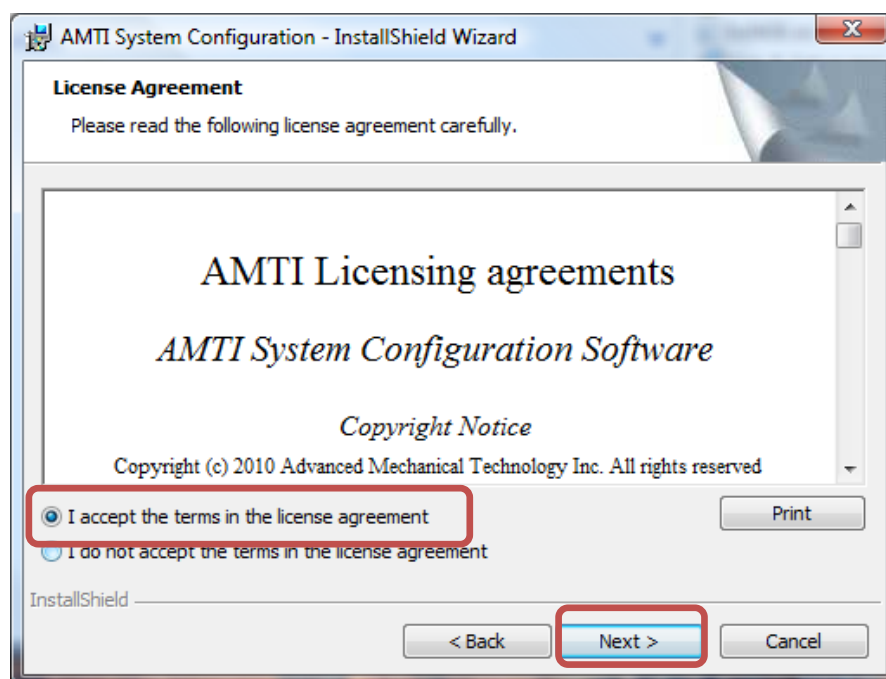 AMTI System Configuration - InstallShield Wizard
X
License Agreement
Please read the following license agreement carefully.
AMTI Licensing agreements
AMTI System Configuration Software
Copyright Notice
Copyright (c) 2010 Advanced Mechanical Technology Inc. All rights reserved
I accept the terms in the license agreement
Print
I do not accept the terms in the license agreement
InstallShield
< Back
Next >
Cancel